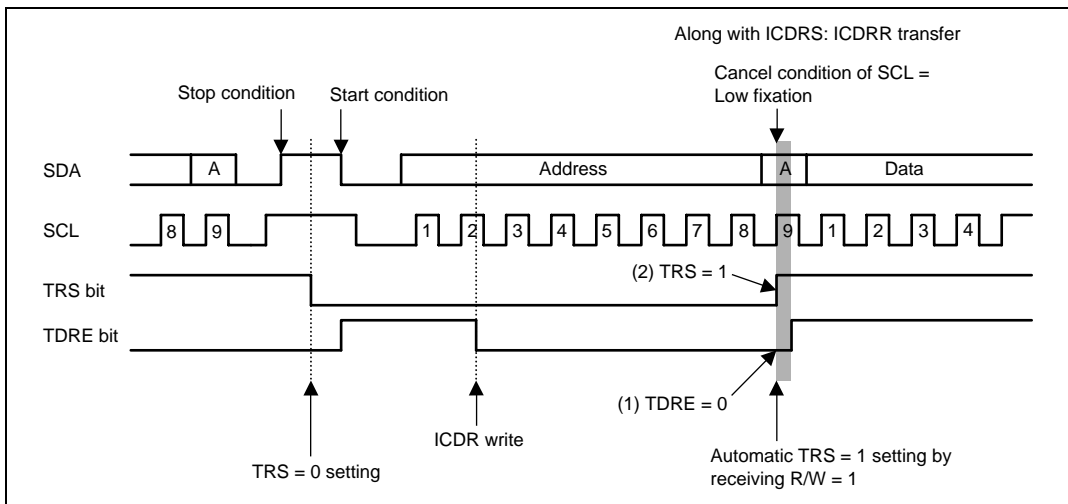 Along with ICDRS: ICDRR transfer
Stop condition
Start condition
Cancel condition of SCL =
Low fixation
SDA
A
Address
A
Data
SCL
8 9 1 2 3 4 5 6 7 8 9 1 2 3 4
(2) TRS = 1
TRS bit
TDRE bit
(1) TDRE = 0
ICDR write
TRS = 0 setting
Automatic TRS = 1 setting by
receiving R/W = 1